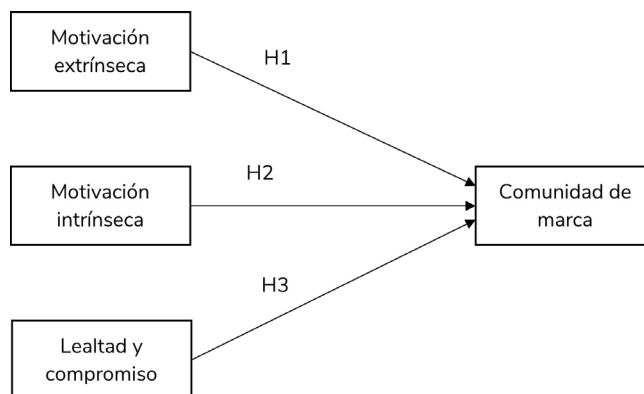 Motivación
extrínseca
H1
Motivación
intrínseca
H2
Comunidad de
marca
H3
Lealtad y
compromiso